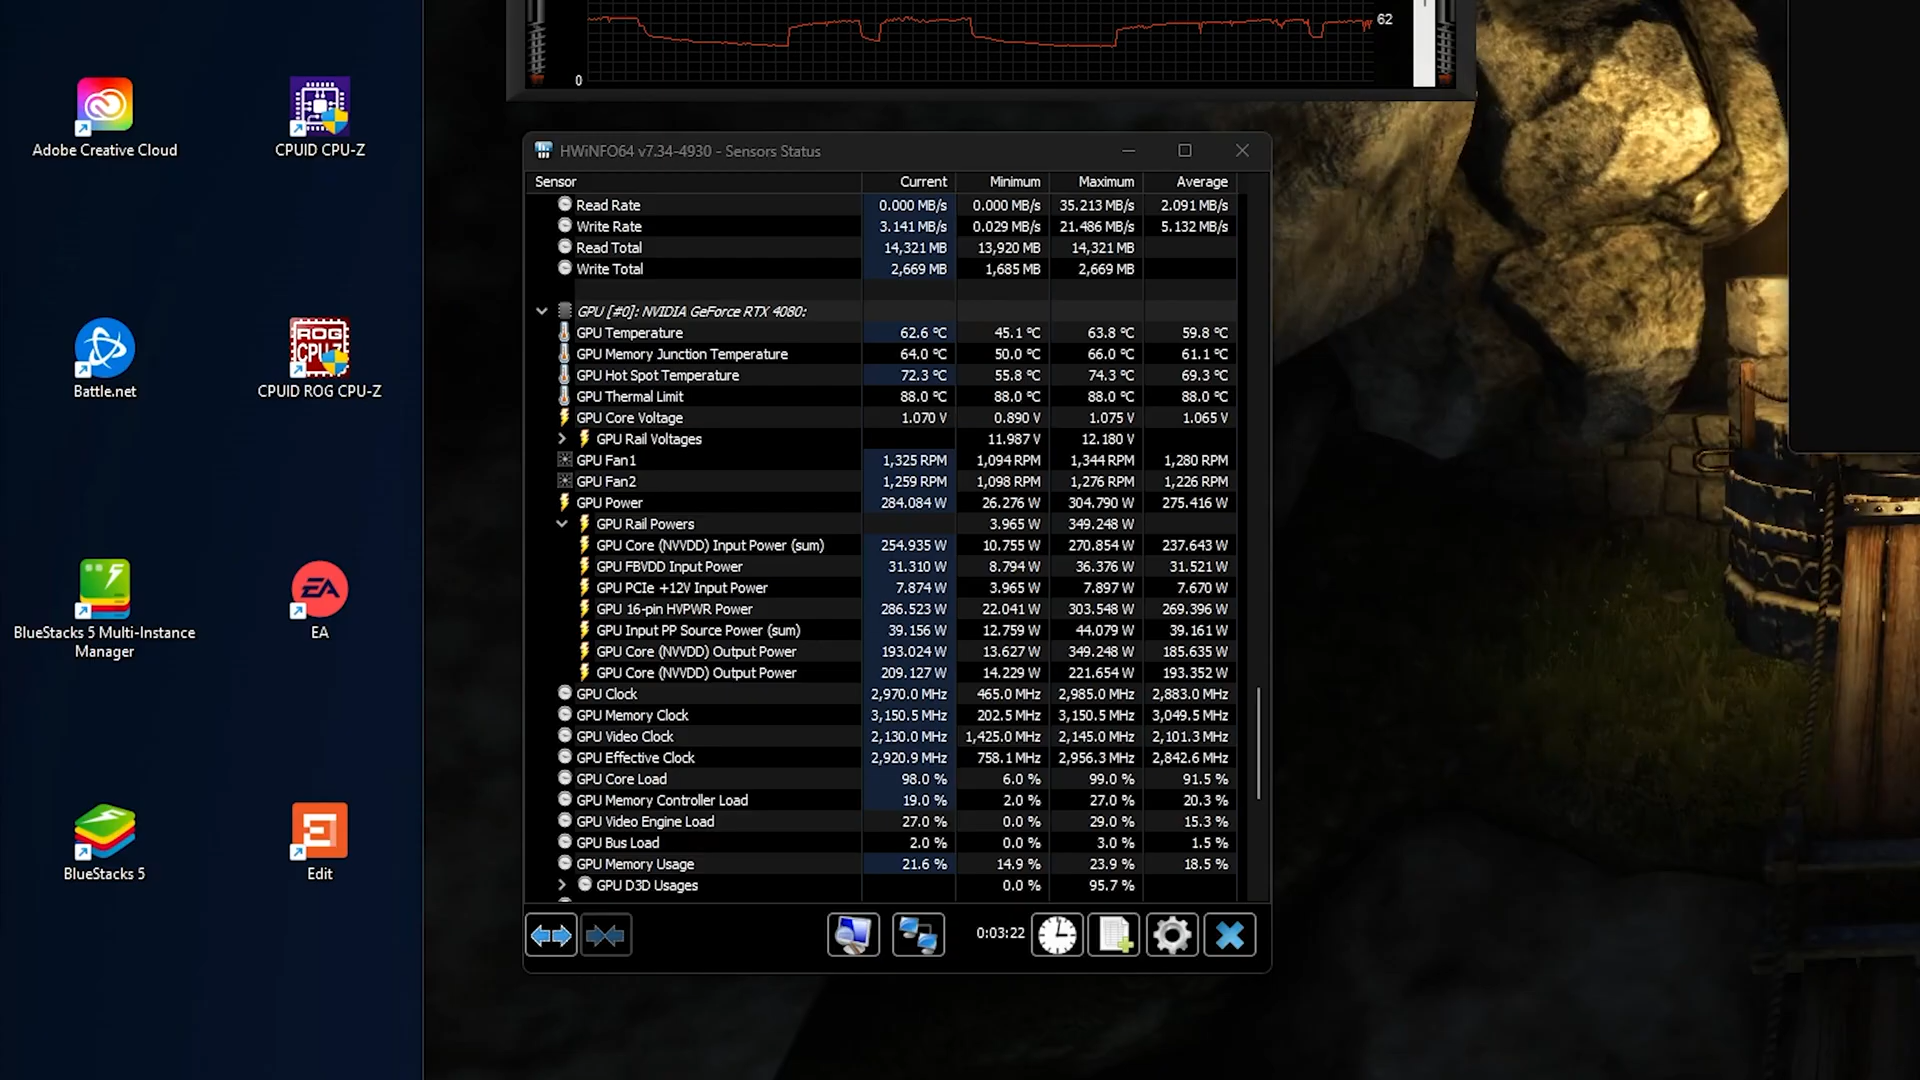 62
0
Adobe Creative Cloud
CPUID CPU-Z
Battle.net
ROG
CPU-Z
CPUID ROG CPU-Z
BlueStacks 5 Multi-Instance
Manager
EA
EA
BlueStacks 5
Edit
HWiNFO64 v7.34-4930 - Sensors Status
Sensor Current Minimum Maximum Average
Read Rate 0.000 MB/s 0.000 MB/s 35.213 MB/s 2.091 MB/s
Write Rate 3.141 MB/s 0.029 MB/s 21.486 MB/s 5.132 MB/s
Read Total 14,321 MB 13,920 MB 14,321 MB
Write Total 2,669 MB 1,685 MB 2,669 MB
GPU [#0]: NVIDIA GeForce RTX 4080:
GPU Temperature 62.6 °C 45.1 °C 63.8 °C 59.8 °C
GPU Memory Junction Temperature 64.0 °C 50.0 °C 66.0 °C 61.1 °C
GPU Hot Spot Temperature 72.3 °C 55.8 °C 74.3 °C 69.3 °C
GPU Thermal Limit 88.0 °C 88.0 °C 88.0 °C 88.0 °C
GPU Core Voltage 1.070 V 0.890 V 1.075 V 1.065 V
GPU Rail Voltages 11.987 V 12.180 V
GPU Fan1 1,325 RPM 1,094 RPM 1,344 RPM 1,280 RPM
GPU Fan2 1,259 RPM 1,098 RPM 1,276 RPM 1,226 RPM
GPU Power 284.084 W 26.276 W 304.790 W 275.416 W
GPU Rail Powers 3.965 W 349.248 W
GPU Core (NVVDD) Input Power (sum) 254.935 W 10.755 W 270.854 W 237.643 W
GPU FBVDD Input Power 31.310 W 8.794 W 36.376 W 31.521 W
GPU PCIe +12V Input Power 7.874 W 3.965 W 7.897 W 7.670 W
GPU 16-pin HVPWR Power 286.523 W 22.041 W 303.548 W 269.396 W
GPU Input PP Source Power (sum) 39.156 W 12.759 W 44.079 W 39.161 W
GPU Core (NVVDD) Output Power 193.024 W 13.627 W 349.248 W 185.635 W
GPU Core (NVVDD) Output Power 209.127 W 14.229 W 221.654 W 193.352 W
GPU Clock 2,970.0 MHz 465.0 MHz 2,985.0 MHz 2,883.0 MHz
GPU Memory Clock 3,150.5 MHz 202.5 MHz 3,150.5 MHz 3,049.5 MHz
GPU Video Clock 2,130.0 MHz 1,425.0 MHz 2,145.0 MHz 2,101.3 MHz
GPU Effective Clock 2,920.9 MHz 758.1 MHz 2,956.3 MHz 2,842.6 MHz
GPU Core Load 98.0 % 6.0 % 99.0 % 91.5 %
GPU Memory Controller Load 19.0 % 2.0 % 27.0 % 20.3 %
GPU Video Engine Load 27.0 % 0.0 % 29.0 % 15.3 %
GPU Bus Load 2.0 % 0.0 % 3.0 % 1.5 %
GPU Memory Usage 21.6 % 14.9 % 23.9 % 18.5 %
GPU D3D Usages 0.0 % 95.7 %
0:03:22